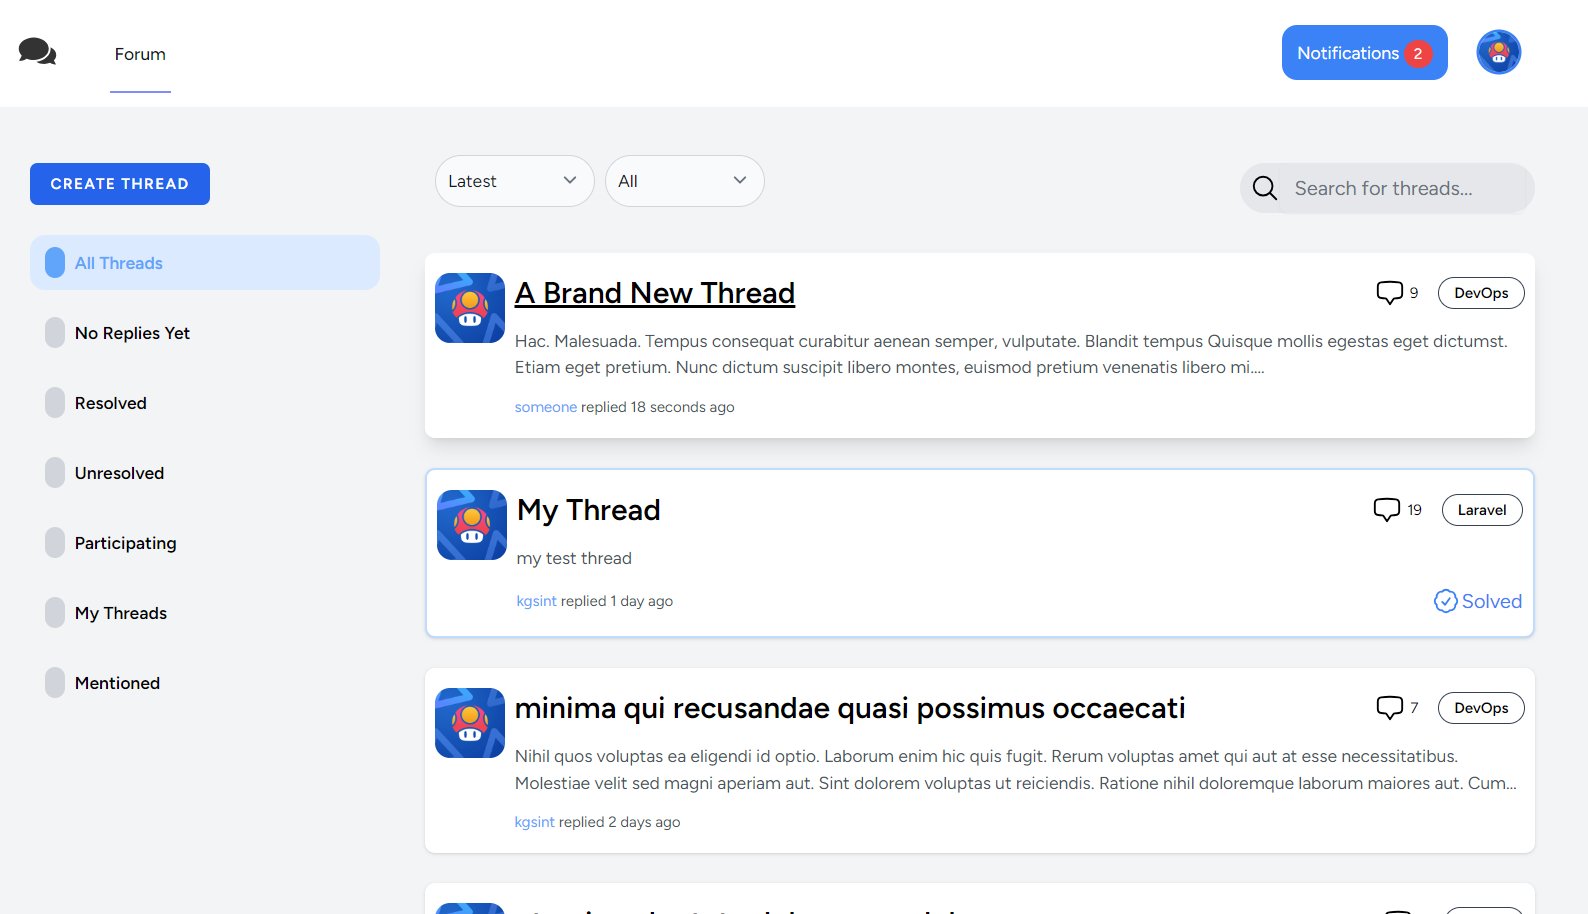 Forum
Notifications 2
CREATE THREAD
All Threads
No Replies Yet
Resolved
Unresolved
Participating
My Threads
Mentioned
Latest
All
Search for threads...
A Brand New Thread
9
DevOps
Hac. Malesuada. Tempus consequat curabitur aenean semper, vulputate. Blandit tempus Quisque mollis egestas eget dictumst.
Etiam eget pretium. Nunc dictum suscipit libero montes, euismod pretium venenatis libero mi....
someone replied 18 seconds ago
My Thread
19
Laravel
my test thread
kgsint replied 1 day ago
Solved
minima qui recusandae quasi possimus occaecati
7
DevOps
Nihil quos voluptas ea eligendi id optio. Laborum enim hic quis fugit. Rerum voluptas amet qui aut at esse necessitatibus.
Molestiae velit sed magni aperiam aut. Sint dolorem voluptas ut reiciendis. Ratione nihil doloremque laborum maiores aut. Cum...
kgsint replied 2 days ago